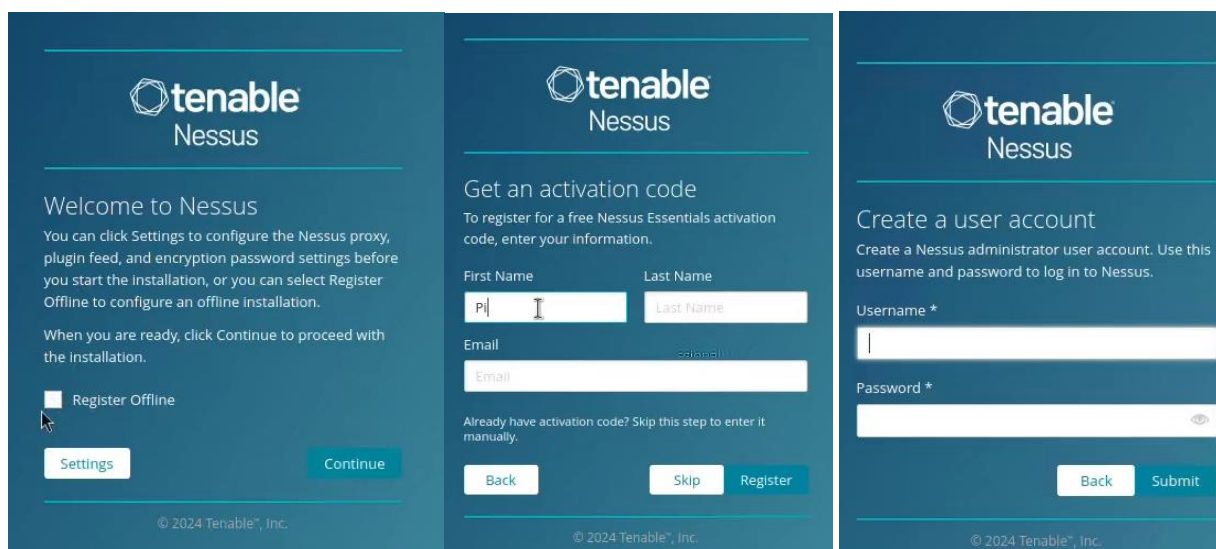 tenable
Nessus
Welcome to Nessus
You can click Settings to configure the Nessus proxy,
plugin feed, and encryption password settings before
you start the installation, or you can select Register
Offline to configure an offline installation.
When you are ready, click Continue to proceed with
the installation.
Register Offline
Settings
Continue
© 2024 Tenable™, Inc.
tenable
Nessus
Get an activation code
To register for a free Nessus Essentials activation
code, enter your information.
First Name
Last Name
Pi
Last Name
Email
Email
Already have activation code? Skip this step to enter it
manually.
Back
Skip
Register
© 2024 Tenable™, Inc.
tenable
Nessus
Create a user account
Create a Nessus administrator user account. Use this
username and password to log in to Nessus.
Username *
Password *
Back
Submit
© 2024 Tenable™, Inc.